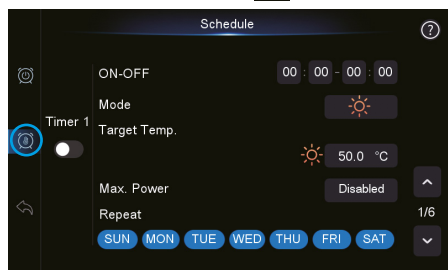 Schedule
?
ON-OFF 00 : 00 - 00 : 00
Mode
Timer 1
Target Temp.
50.0 °C
Max. Power Disabled
Repeat 1/6
SUN MON TUE WED THU FRI SAT